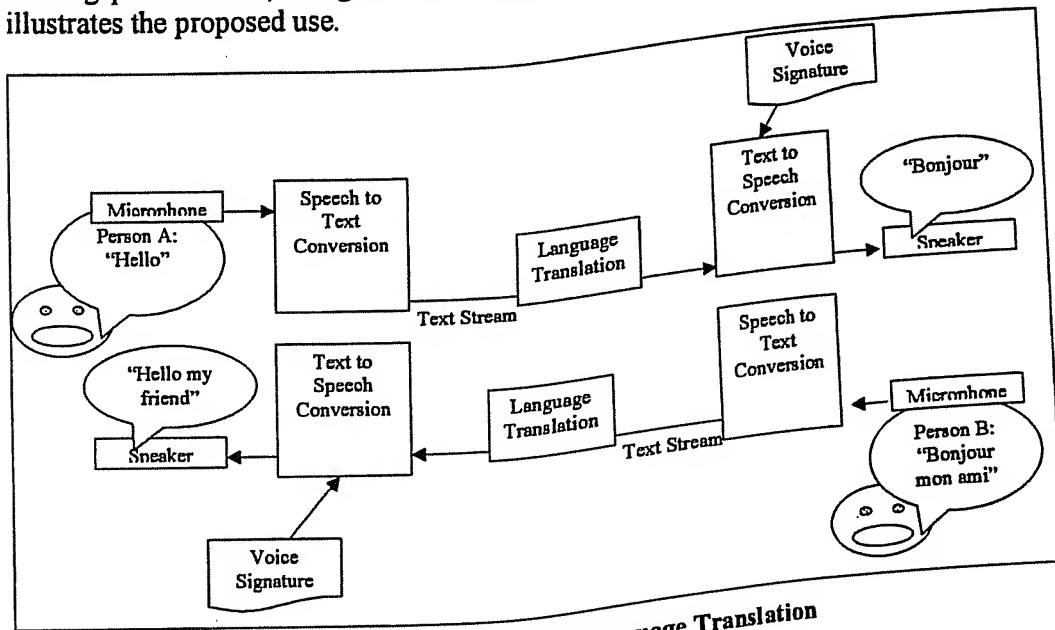 illustrates the proposed use.
Voice
Signature
Text to
Speech
Conversion
"Bonjour"
Speaker
Microphone
Person A:
"Hello"
Speech to
Text
Conversion
Language
Translation
Text Stream
"Hello my
friend"
Speaker
Text to
Speech
Conversion
Language
Translation
Text Stream
Speech to
Text
Conversion
Microphone
Person B:
"Bonjour
mon ami"
Voice
Signature
Translation